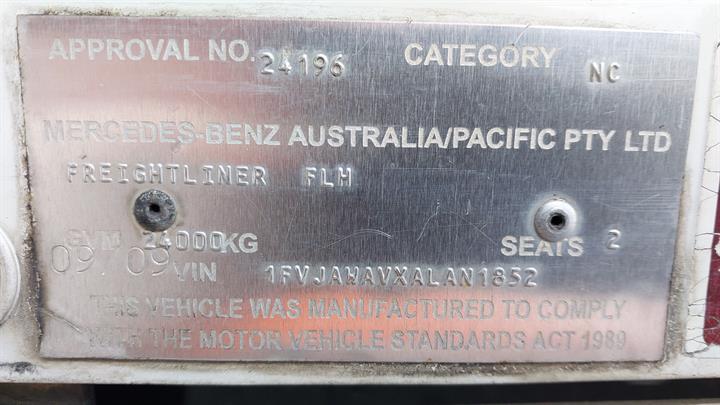 APPROVAL NO. 24196 CATEGORY NC
MERCEDES-BENZ AUSTRALIA/PACIFIC PTY LTD
FREIGHTLINER FLH
GVM 24000KG SEATS 2
09/09 VIN 1FVJAWAVXALAN1852
THIS VEHICLE WAS MANUFACTURED TO COMPLY
WITH THE MOTOR VEHICLE STANDARDS ACT 1989